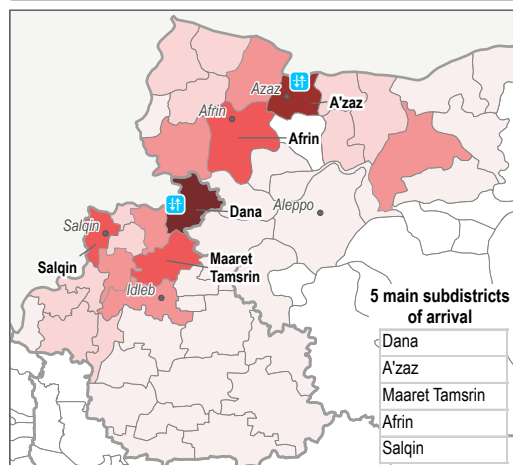 Azaz
A'zaz
Afrin
Afrin
Dana
Aleppo
Salqin
Salqin
Maaret
Tamsrin
Idleb
5 main subdistricts
of arrival
Dana
A'zaz
Maaret Tamsrin
Afrin
Salqin